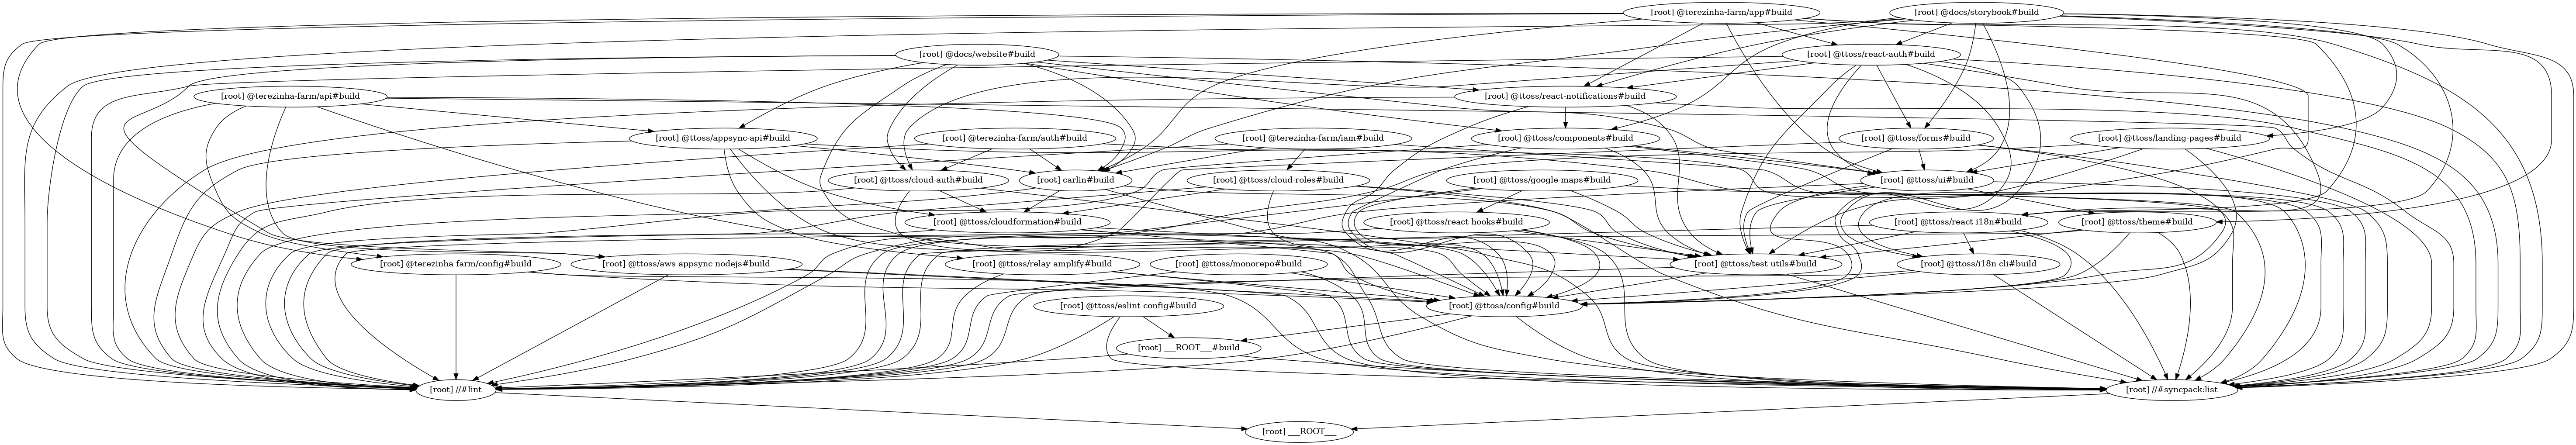 [root] @terezinha-farm/app#build
[root] @docs/storybook#build
[root] @docs/website#build
[root] @ttoss/react-auth#build
[root] @terezinha-farm/api#build
[root] @ttoss/react-notifications#build
[root] @ttoss/appsync-api#build
[root] @terezinha-farm/auth#build
[root] @terezinha-farm/iam#build
[root] @ttoss/components#build
[root] @ttoss/forms#build
[root] @ttoss/landing-pages#build
[root] @ttoss/cloud-auth#build
[root] carlin#build
[root] @ttoss/cloud-roles#build
[root] @ttoss/google-maps#build
[root] @ttoss/ui#build
[root] @ttoss/cloudformation#build
[root] @ttoss/react-hooks#build
[root] @ttoss/react-i18n#build
[root] @ttoss/theme#build
[root] @terezinha-farm/config#build
[root] @ttoss/aws-appsync-nodejs#build
[root] @ttoss/relay-amplify#build
[root] @ttoss/monorepo#build
[root] @ttoss/test-utils#build
[root] @ttoss/i18n-cli#build
[root] @ttoss/eslint-config#build
[root] @ttoss/config#build
[root] ___ROOT___#build
[root] //#lint
[root] //#syncpack:list
[root] ___ROOT___